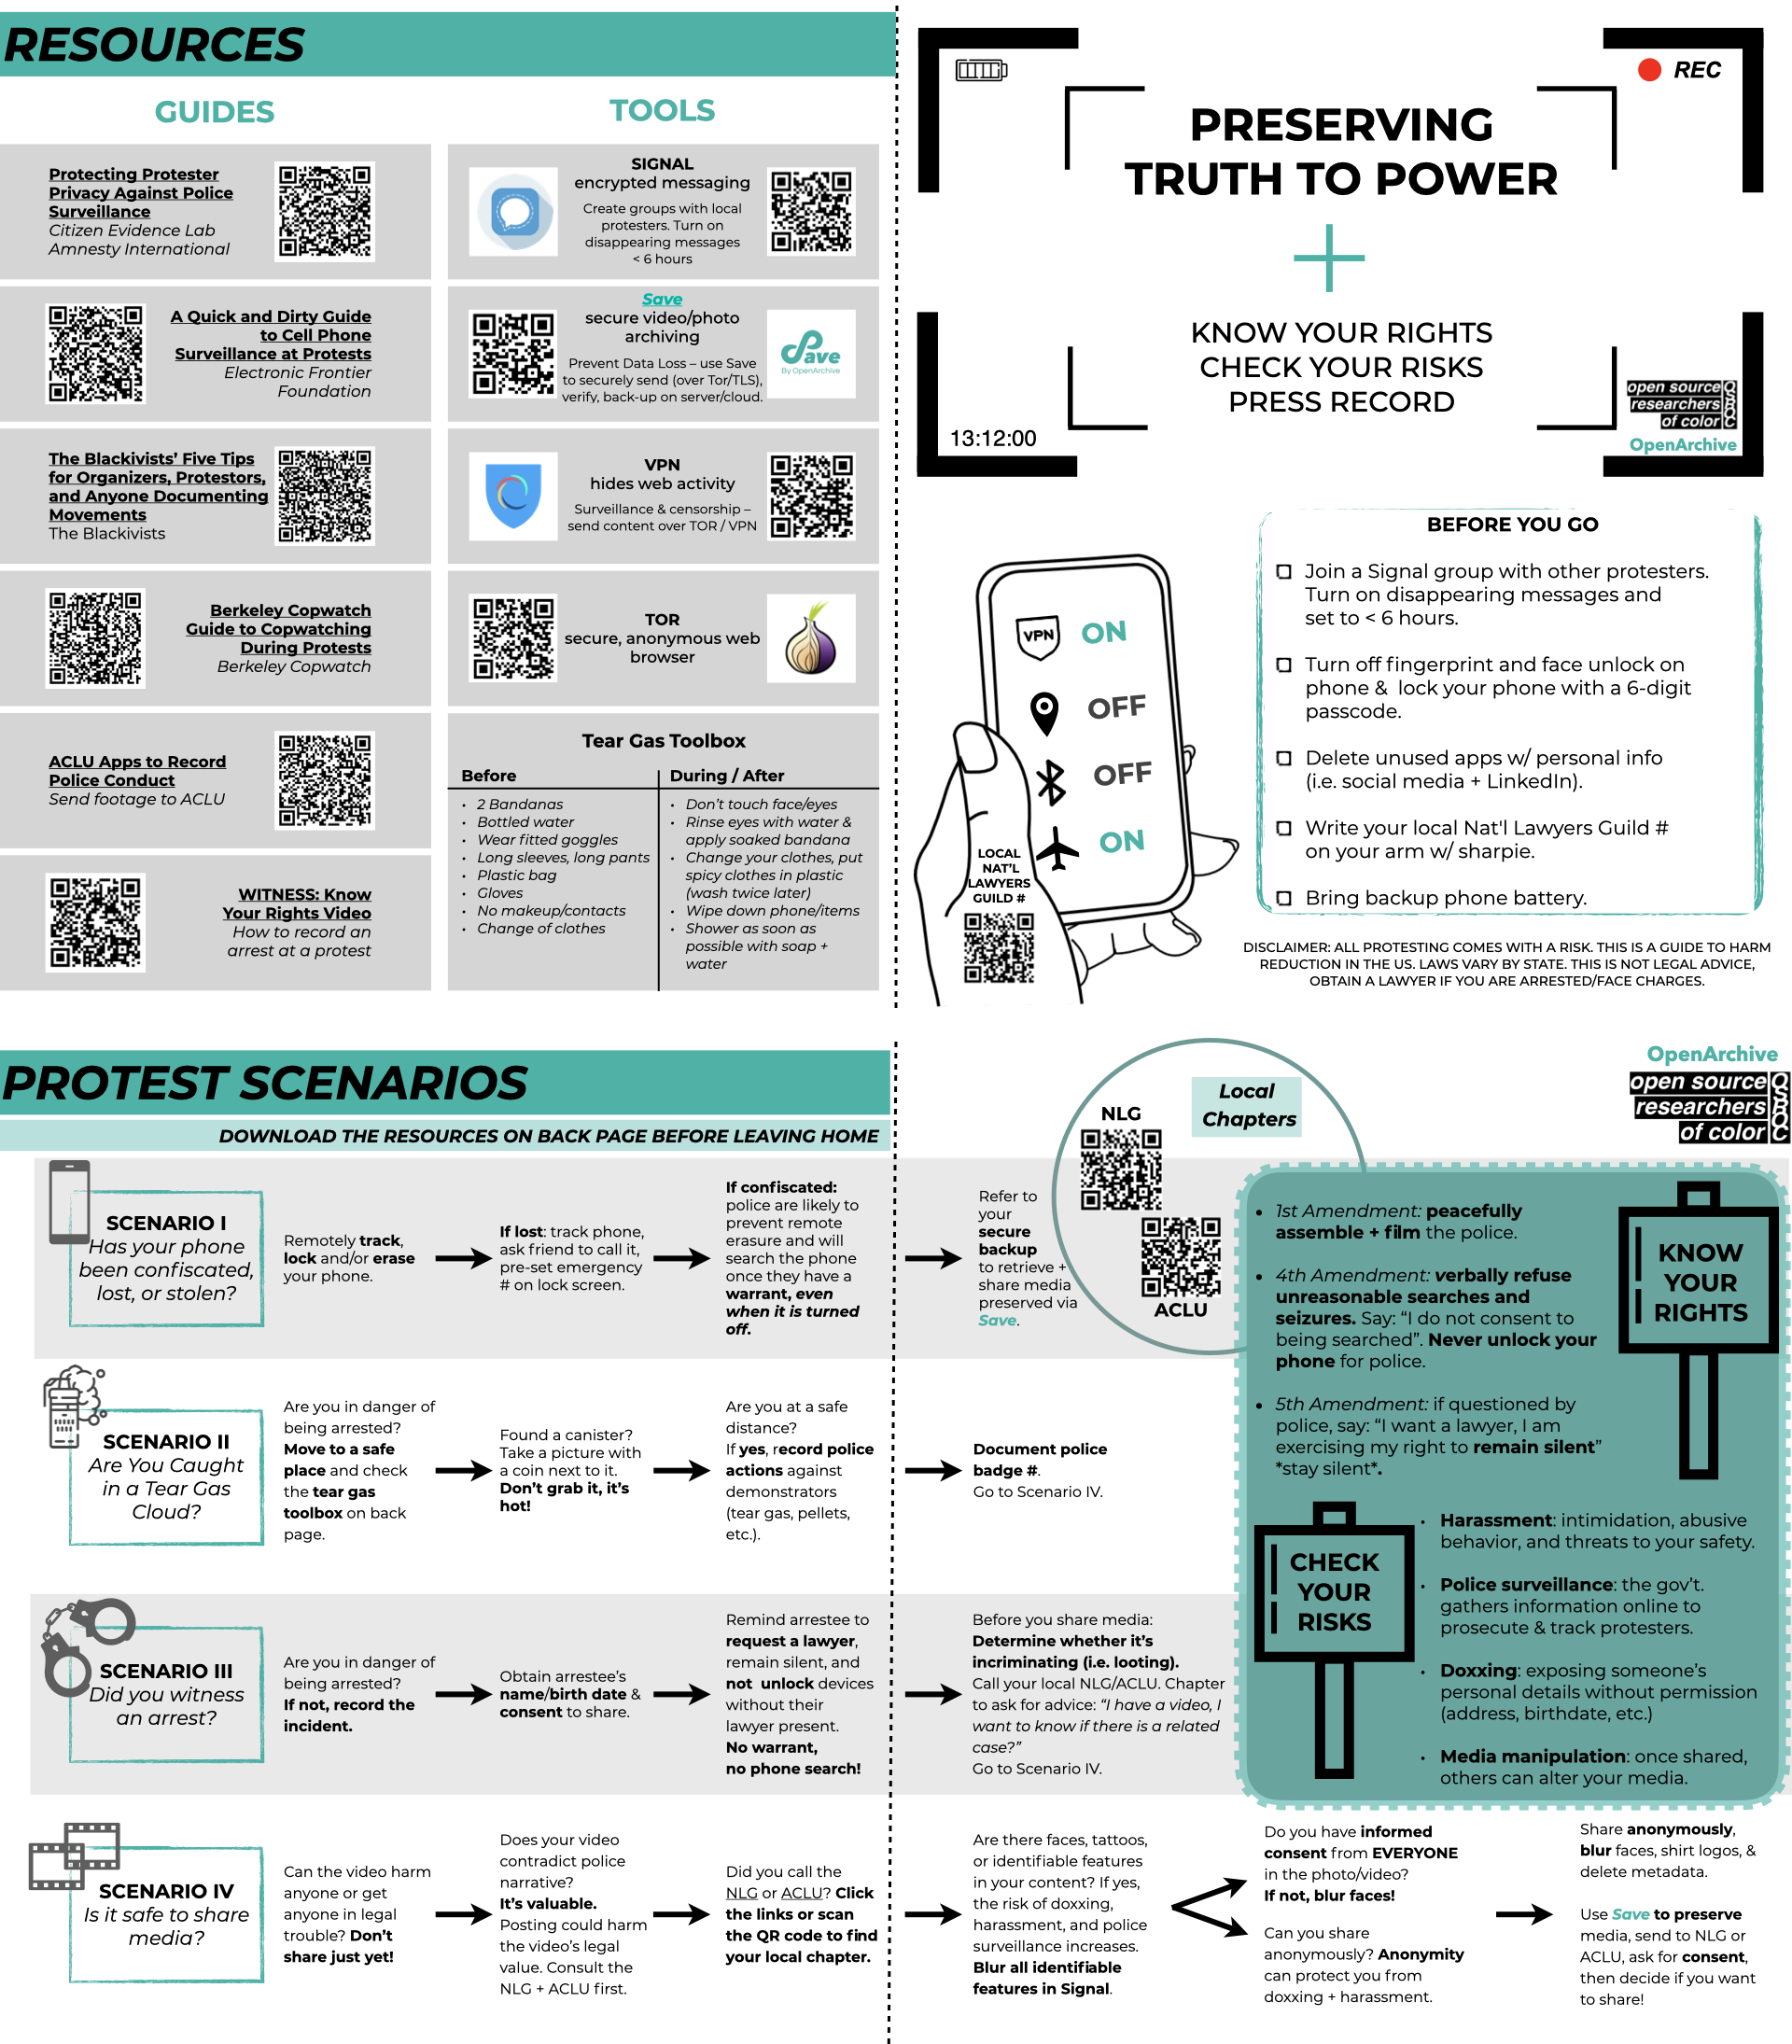 RESOURCES
GUIDES
Protecting Protester
Privacy Against Police
Surveillance
Citizen Evidence Lab
Amnesty International
A Quick and Dirty Guide
to Cell Phone
Surveillance at Protests
Electronic Frontier
Foundation
The Blackivists' Five Tips
for Organizers, Protestors,
and Anyone Documenting
Movements
The Blackivists
Berkeley Copwatch
Guide to Copwatching
During Protests
Berkeley Copwatch
ACLU Apps to Record
Police Conduct
Send footage to ACLU
WITNESS: Know
Your Rights Video
How to record an
arrest at a protest
TOOLS
SIGNAL
encrypted messaging
Create groups with local
protesters. Turn on
disappearing messages
< 6 hours
Save
secure video/photo
archiving
Prevent Data Loss – use Save
to securely send (over Tor/TLS),
verify, back-up on server/cloud.
Save
By OpenArchive
VPN
hides web activity
Surveillance & censorship –
send content over TOR / VPN
TOR
secure, anonymous web
browser
Tear Gas Toolbox
Before
• 2 Bandanas
• Bottled water
• Wear fitted goggles
• Long sleeves, long pants
• Plastic bag
• Gloves
• No makeup/contacts
• Change of clothes
During / After
• Don't touch face/eyes
• Rinse eyes with water &
apply soaked bandana
• Change your clothes, put
spicy clothes in plastic
(wash twice later)
• Wipe down phone/items
• Shower as soon as
possible with soap +
water
REC
PRESERVING
TRUTH TO POWER
KNOW YOUR RIGHTS
CHECK YOUR RISKS
PRESS RECORD
13:12:00
open source
researchers
of color
OSROC
OpenArchive
VPN ON
OFF
OFF
ON
LOCAL
NAT'L
LAWYERS
GUILD #
BEFORE YOU GO
Join a Signal group with other protesters.
Turn on disappearing messages and
set to < 6 hours.
Turn off fingerprint and face unlock on
phone & lock your phone with a 6-digit
passcode.
Delete unused apps w/ personal info
(i.e. social media + LinkedIn).
Write your local Nat'l Lawyers Guild #
on your arm w/ sharpie.
Bring backup phone battery.
DISCLAIMER: ALL PROTESTING COMES WITH A RISK. THIS IS A GUIDE TO HARM
REDUCTION IN THE US. LAWS VARY BY STATE. THIS IS NOT LEGAL ADVICE,
OBTAIN A LAWYER IF YOU ARE ARRESTED/FACE CHARGES.
PROTEST SCENARIOS
DOWNLOAD THE RESOURCES ON BACK PAGE BEFORE LEAVING HOME
SCENARIO I
Has your phone
been confiscated,
lost, or stolen?
Remotely track,
lock and/or erase
your phone.
If lost: track phone,
ask friend to call it,
pre-set emergency
# on lock screen.
If confiscated:
police are likely to
prevent remote
erasure and will
search the phone
once they have a
warrant, even
when it is turned
off.
Refer to
your
secure
backup
to retrieve +
share media
preserved via
Save.
NLG
Local
Chapters
ACLU
OpenArchive
open source
researchers
of color
OSROC
SCENARIO II
Are You Caught
in a Tear Gas
Cloud?
Are you in danger of
being arrested?
Move to a safe
place and check
the tear gas
toolbox on back
page.
Found a canister?
Take a picture with
a coin next to it.
Don't grab it, it's
hot!
Are you at a safe
distance?
If yes, record police
actions against
demonstrators
(tear gas, pellets,
etc.).
Document police
badge #.
Go to Scenario IV.
SCENARIO III
Did you witness
an arrest?
Are you in danger of
being arrested?
If not, record the
incident.
Obtain arrestee's
name/birth date &
consent to share.
Remind arrestee to
request a lawyer,
remain silent, and
not unlock devices
without their
lawyer present.
No warrant,
no phone search!
Before you share media:
Determine whether it's
incriminating (i.e. looting).
Call your local NLG/ACLU. Chapter
to ask for advice: “I have a video, I
want to know if there is a related
case?”
Go to Scenario IV.
• 1st Amendment: peacefully
assemble + film the police.
• 4th Amendment: verbally refuse
unreasonable searches and
seizures. Say: “I do not consent to
being searched”. Never unlock your
phone for police.
• 5th Amendment: if questioned by
police, say: “I want a lawyer, I am
exercising my right to remain silent”
*stay silent*.
KNOW
YOUR
RIGHTS
CHECK
YOUR
RISKS
• Harassment: intimidation, abusive
behavior, and threats to your safety.
• Police surveillance: the gov't.
gathers information online to
prosecute & track protesters.
• Doxxing: exposing someone's
personal details without permission
(address, birthdate, etc.)
• Media manipulation: once shared,
others can alter your media.
SCENARIO IV
Is it safe to share
media?
Can the video harm
anyone or get
anyone in legal
trouble? Don't
share just yet!
Does your video
contradict police
narrative?
It's valuable.
Posting could harm
the video's legal
value. Consult the
NLG + ACLU first.
Did you call the
NLG or ACLU? Click
the links or scan
the QR code to find
your local chapter.
Are there faces, tattoos,
or identifiable features
in your content? If yes,
the risk of doxxing,
harassment, and police
surveillance increases.
Blur all identifiable
features in Signal.
Do you have informed
consent from EVERYONE
in the photo/video?
If not, blur faces!
Can you share
anonymously? Anonymity
can protect you from
doxxing + harassment.
Share anonymously,
blur faces, shirt logos, &
delete metadata.
Use Save to preserve
media, send to NLG or
ACLU, ask for consent,
then decide if you want
to share!